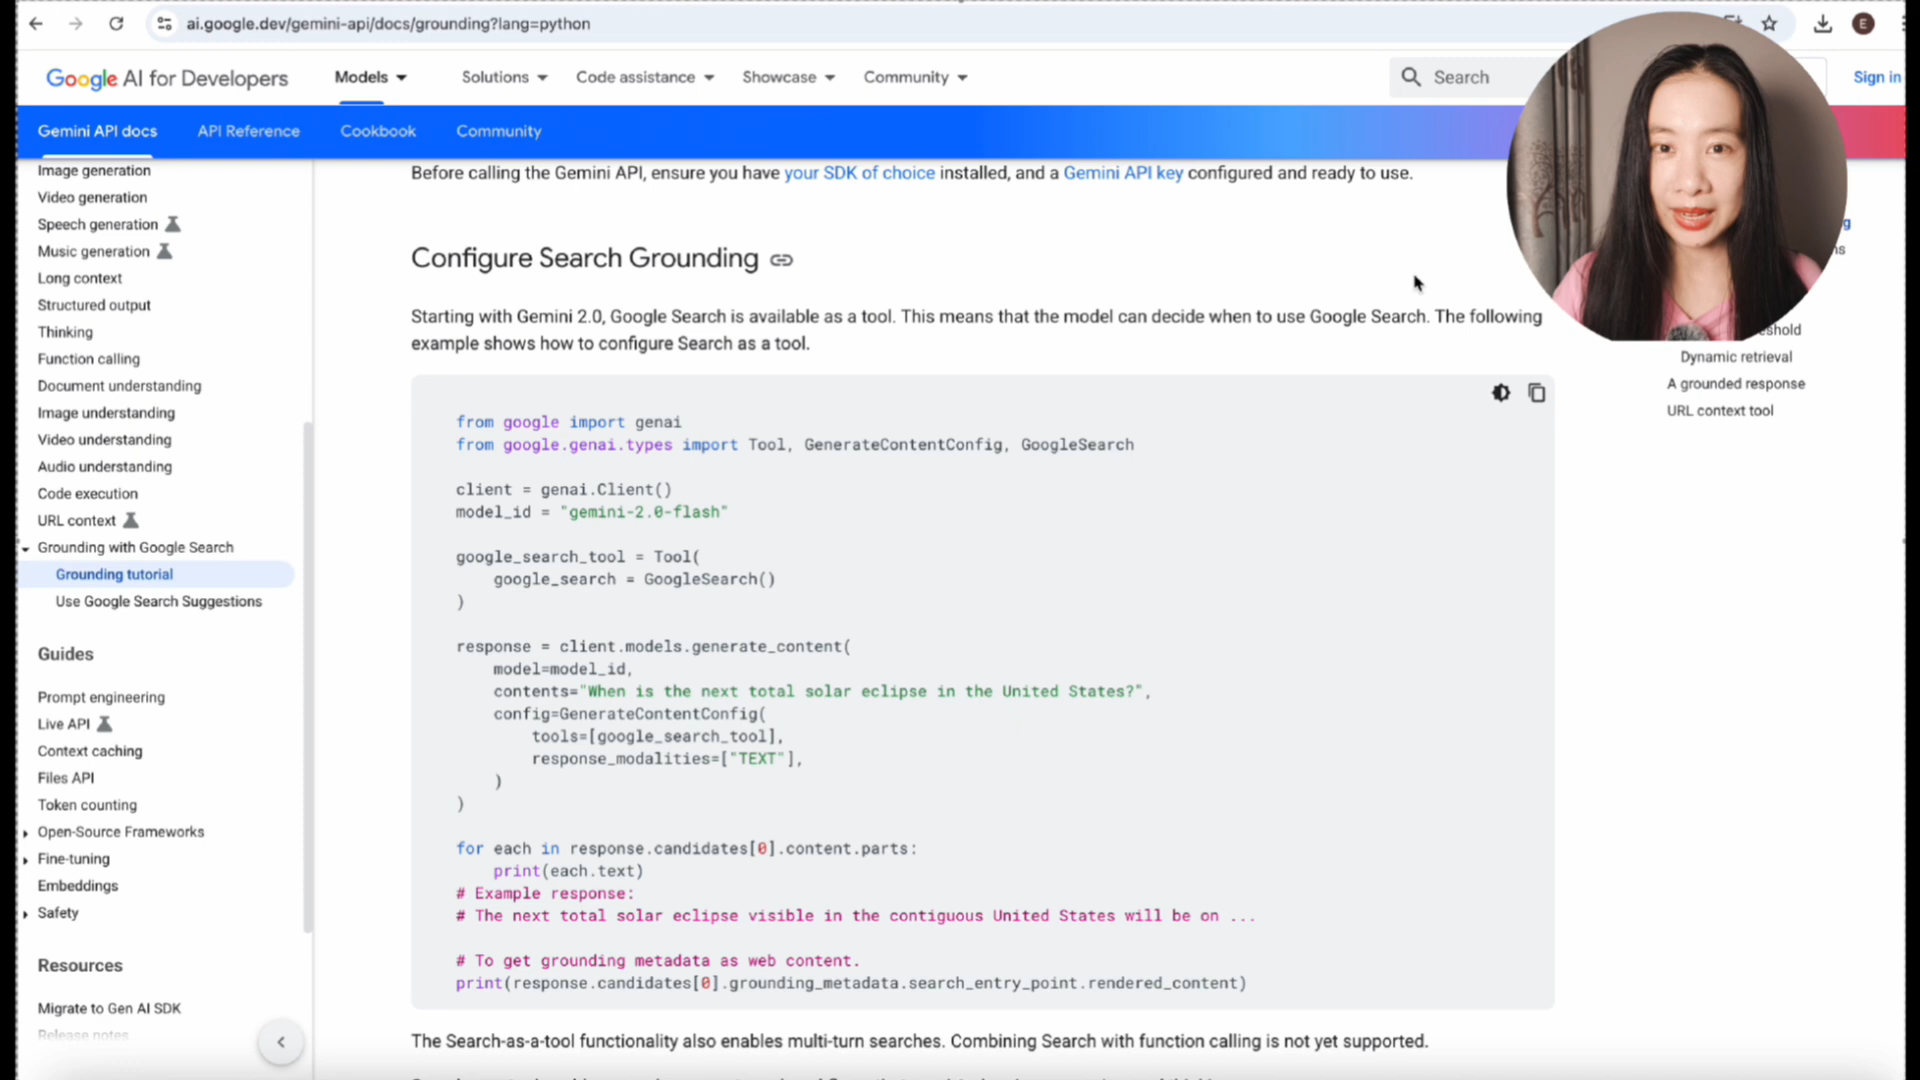 ai.google.dev/gemini-api/docs/grounding?lang=python
E
Google AI for Developers
Models
Solutions
Code assistance
Showcase
Community
Search
Sign in
Gemini API docs
API Reference
Cookbook
Community
Image generation
Video generation
Speech generation
Music generation
Long context
Structured output
Thinking
Function calling
Document understanding
Image understanding
Video understanding
Audio understanding
Code execution
URL context
Grounding with Google Search
Grounding tutorial
Use Google Search Suggestions
Guides
Prompt engineering
Live API
Context caching
Files API
Token counting
Open-Source Frameworks
Fine-tuning
Embeddings
Safety
Resources
Migrate to Gen AI SDK
Release notes
Before calling the Gemini API, ensure you have your SDK of choice installed, and a Gemini API key configured and ready to use.
Configure Search Grounding
Starting with Gemini 2.0, Google Search is available as a tool. This means that the model can decide when to use Google Search. The following
example shows how to configure Search as a tool.
from google import genai
from google.genai.types import Tool, GenerateContentConfig, GoogleSearch
client = genai.Client()
model_id = "gemini-2.0-flash"
google_search_tool = Tool(
google_search = GoogleSearch()
)
response = client.models.generate_content(
model=model_id,
contents="When is the next total solar eclipse in the United States?",
config=GenerateContentConfig(
tools=[google_search_tool],
response_modalities=["TEXT"],
)
)
for each in response.candidates[0].content.parts:
print(each.text)
# Example response:
# The next total solar eclipse visible in the contiguous United States will be on ...
# To get grounding metadata as web content.
print(response.candidates[0].grounding_metadata.search_entry_point.rendered_content)
The Search-as-a-tool functionality also enables multi-turn searches. Combining Search with function calling is not yet supported.
Dynamic retrieval
A grounded response
URL context tool